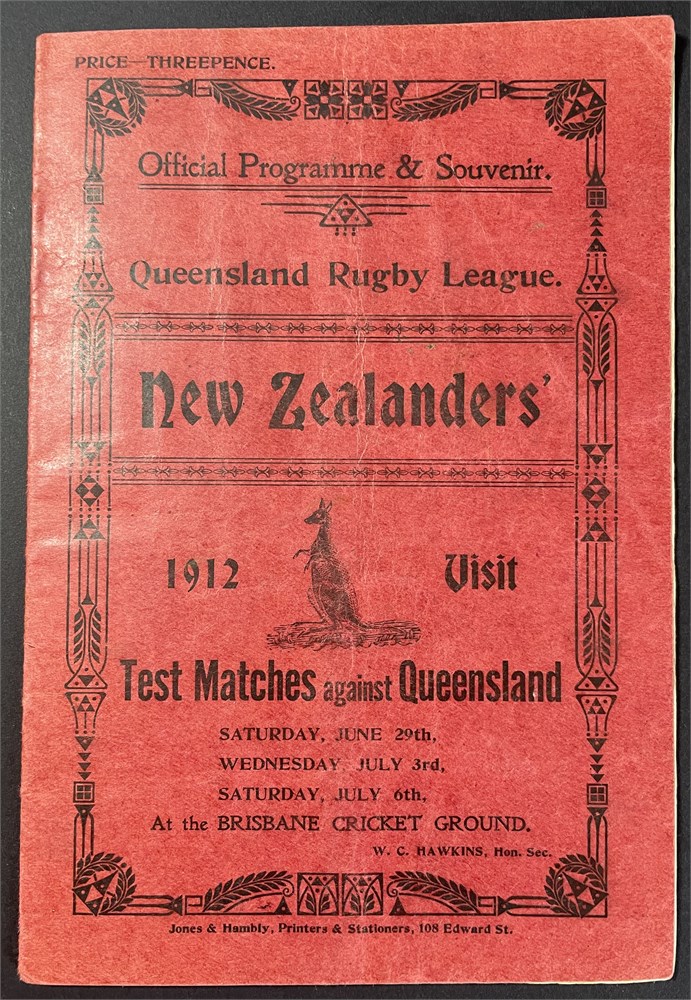 PRICE—THREEPENCE.
Official Programme & Souvenir.
Queensland Rugby League.
New Zealanders'
1912 Visit
Test Matches against Queensland
SATURDAY, JUNE 29th,
WEDNESDAY JULY 3rd,
SATURDAY, JULY 6th,
At the BRISBANE CRICKET GROUND.
W. C. HAWKINS, Hon. Sec.
Jones & Hambly, Printers & Stationers, 108 Edward St.